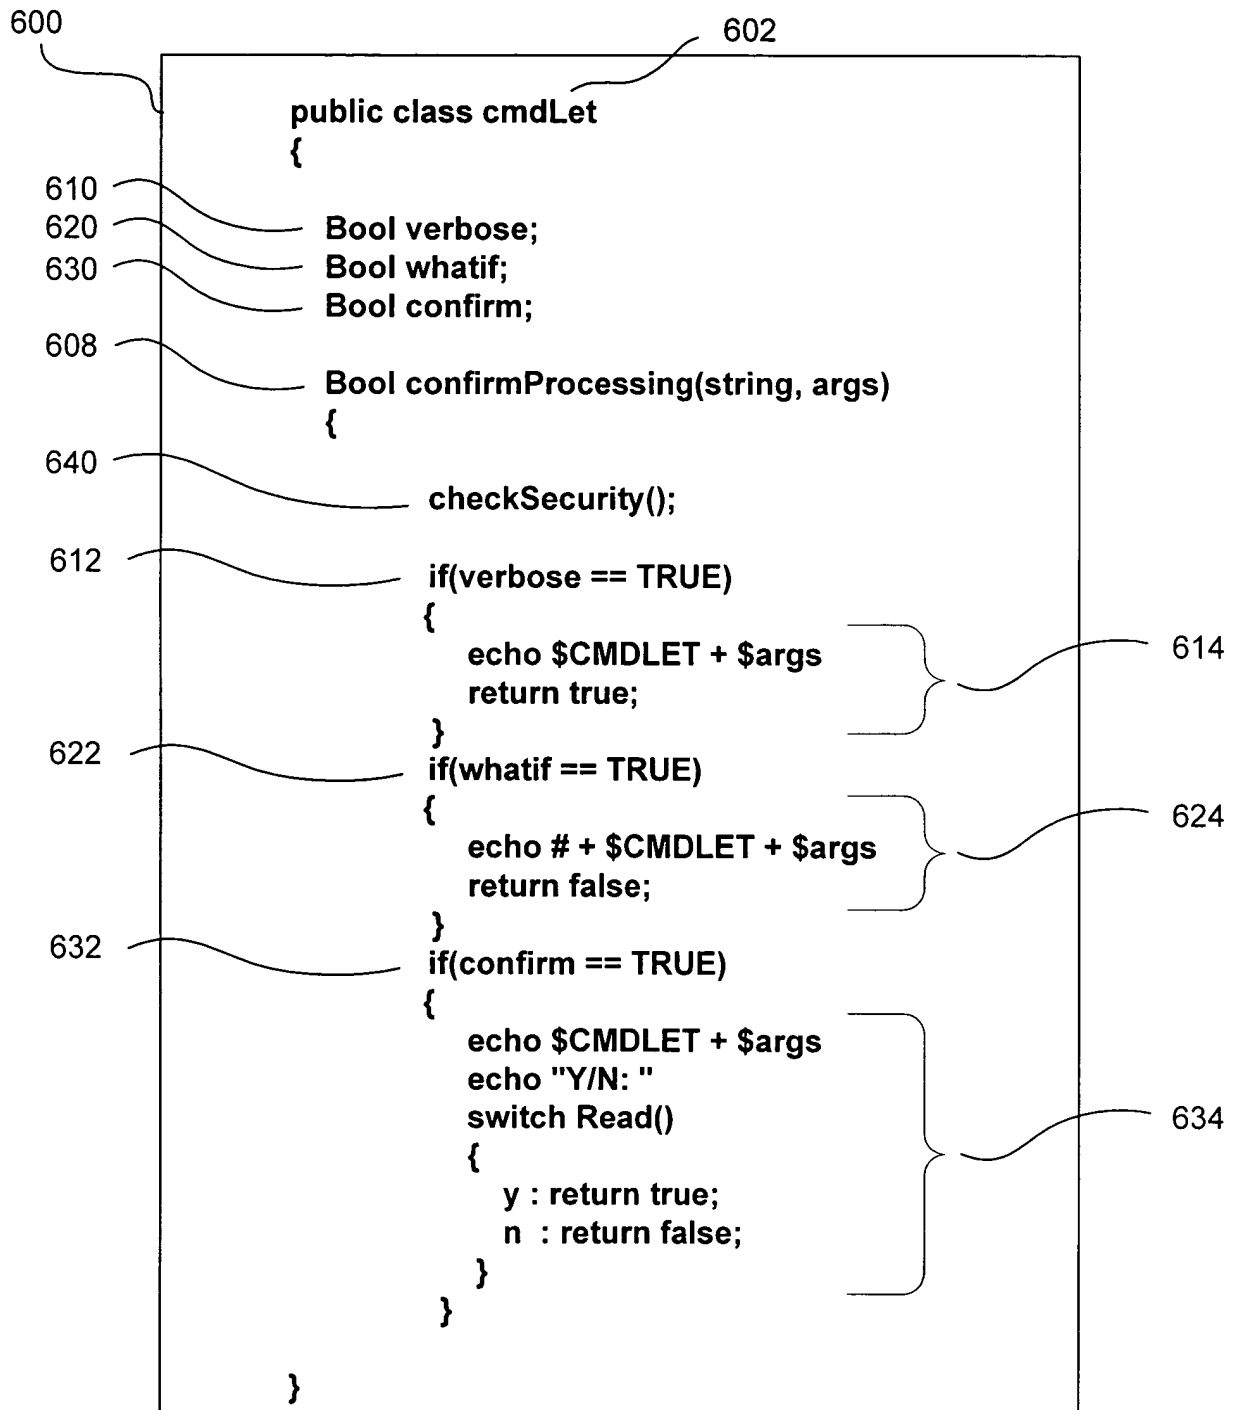 600
602
public class cmdLet
{
610
Bool verbose;
620
Bool whatif;
630
Bool confirm;
608
Bool confirmProcessing(string, args)
{
640
checkSecurity();
612
if(verbose == TRUE)
{
echo $CMDLET + $args
614
return true;
}
622
if(whatif == TRUE)
{
624
echo # + $CMDLET + $args
return false;
}
632
if(confirm == TRUE)
{
echo $CMDLET + $args
echo "Y/N: "
switch Read()
634
{
y : return true;
n : return false;
}
}
}